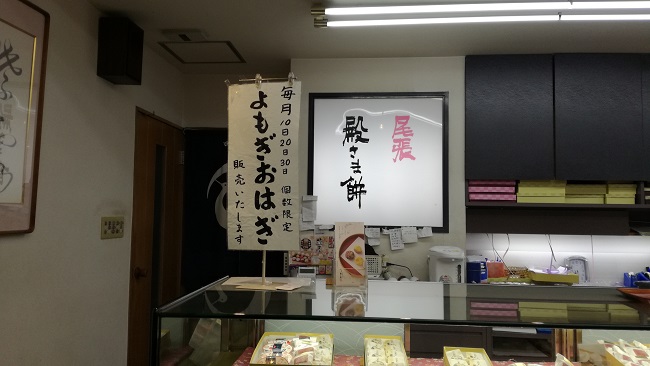 毎月10日20日30日 個数限定
よもぎおはぎ
販売いたします
尾張
殿さま餅